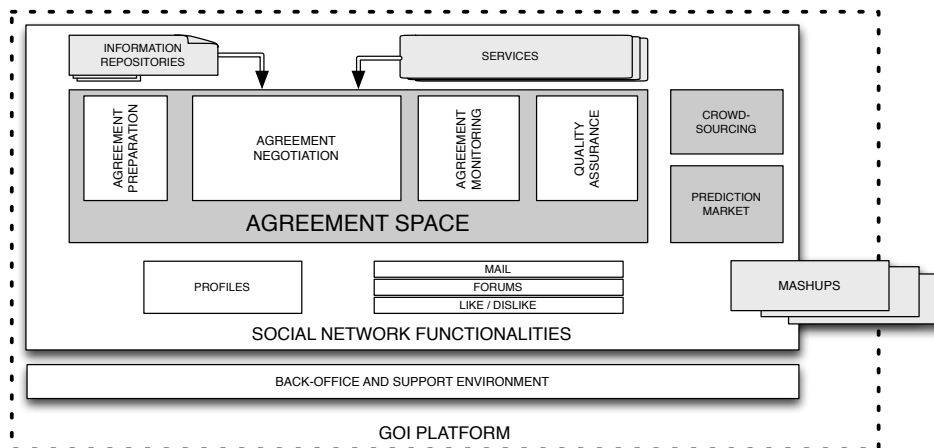 INFORMATION
REPOSITORIES
SERVICES
AGREEMENT
PREPARATION
AGREEMENT
NEGOTIATION
AGREEMENT
MONITORING
QUALITY
ASSURANCE
CROWD-
SOURCING
AGREEMENT SPACE
PREDICTION
MARKET
PROFILES
MAIL
FORUMS
LIKE / DISLIKE
MASHUPS
SOCIAL NETWORK FUNCTIONALITIES
BACK-OFFICE AND SUPPORT ENVIRONMENT
GOI PLATFORM